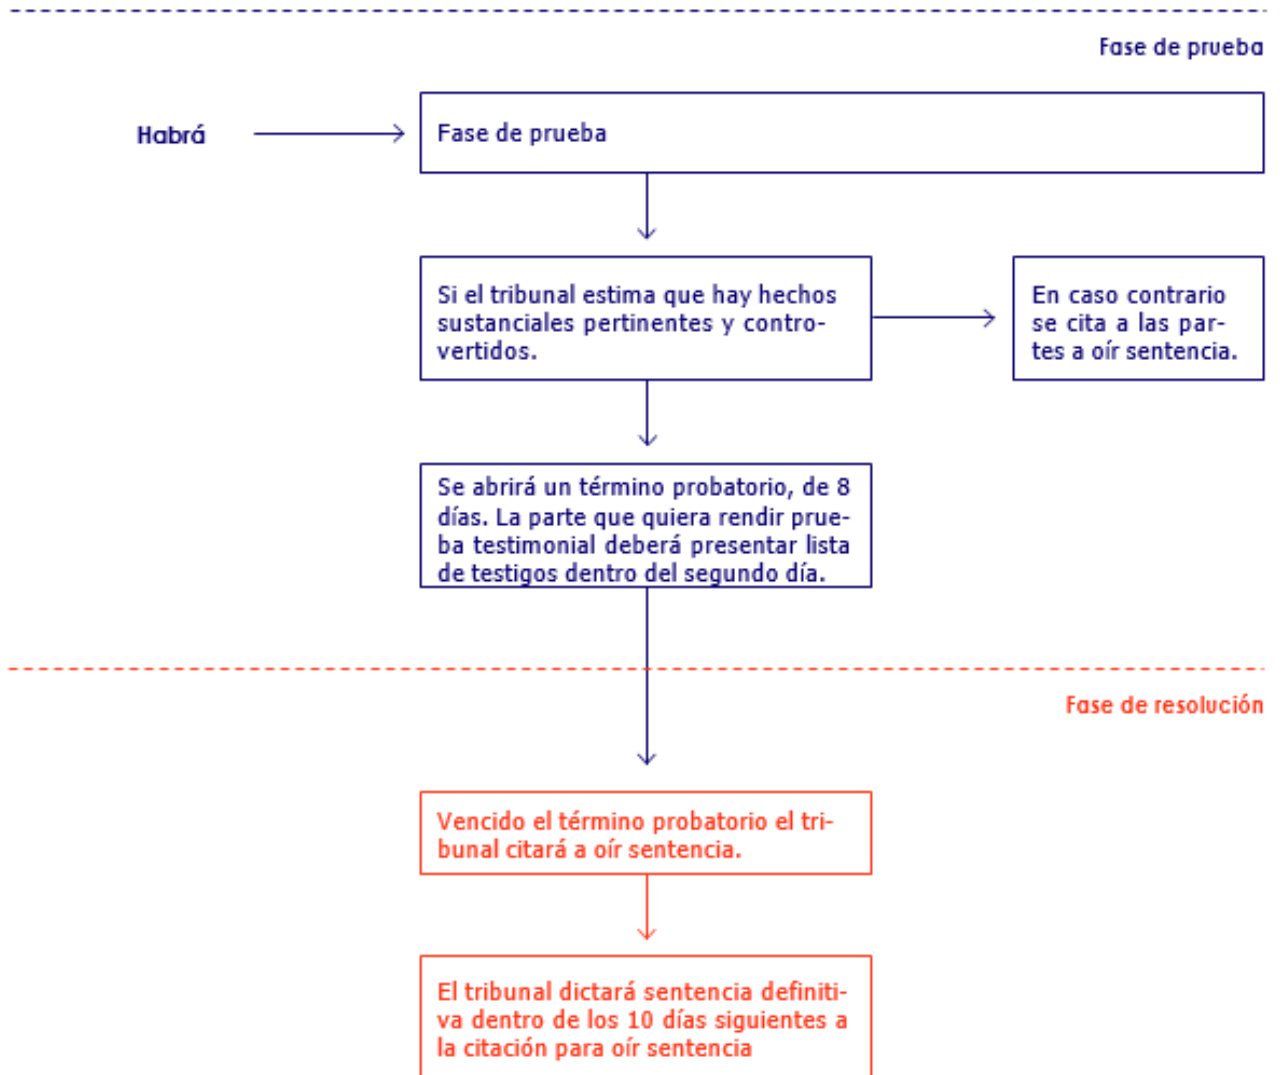 Fase de prueba
Habrá
Fase de prueba
Si el tribunal estima que hay hechos
sustanciales pertinentes y contro-
vertidos.
En caso contrario
se cita a las par-
tes a oír sentencia.
Se abrirá un término probatorio, de 8
días. La parte que quiera rendir prue-
ba testimonial deberá presentar lista
de testigos dentro del segundo día.
Fase de resolución
Vencido el término probatorio el tri-
bunal citará a oír sentencia.
El tribunal dictará sentencia definiti-
va dentro de los 10 días siguientes a
la citación para oír sentencia